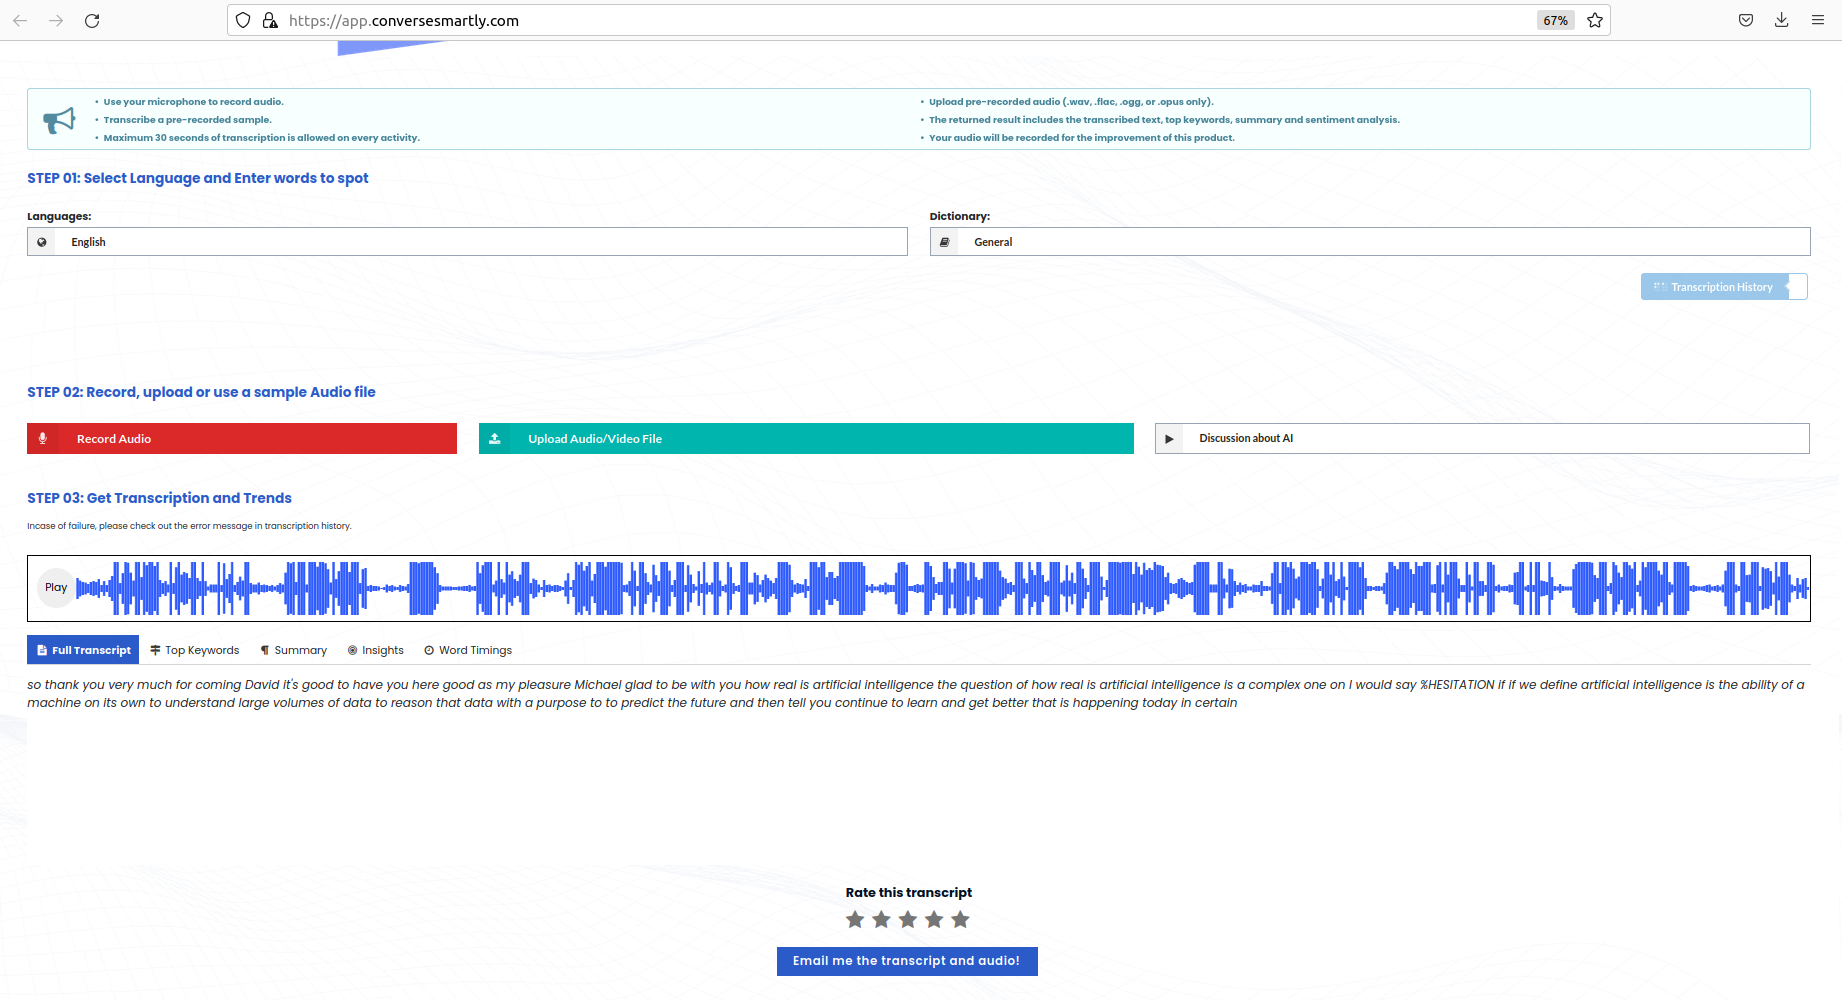 https://app.conversesmartly.com
67%
• Use your microphone to record audio.
• Transcribe a pre-recorded sample.
• Maximum 30 seconds of transcription is allowed on every activity.
• Upload pre-recorded audio (.wav, .flac, .ogg, or .opus only).
• The returned result includes the transcribed text, top keywords, summary and sentiment analysis.
• Your audio will be recorded for the improvement of this product.
STEP 01: Select Language and Enter words to spot
Languages:
English
Dictionary:
General
Transcription History
STEP 02: Record, upload or use a sample Audio file
Record Audio
Upload Audio/Video File
Discussion about AI
STEP 03: Get Transcription and Trends
Incase of failure, please check out the error message in transcription history.
Play
Full Transcript
Top Keywords
Summary
Insights
Word Timings
so thank you very much for coming David it's good to have you here good as my pleasure Michael glad to be with you how real is artificial intelligence the question of how real is artificial intelligence is a complex one on I would say %HESITATION if if we define artificial intelligence is the ability of a
machine on its own to understand large volumes of data to reason that data with a purpose to to predict the future and then tell you continue to learn and get better that is happening today in certain
Rate this transcript
Email me the transcript and audio!